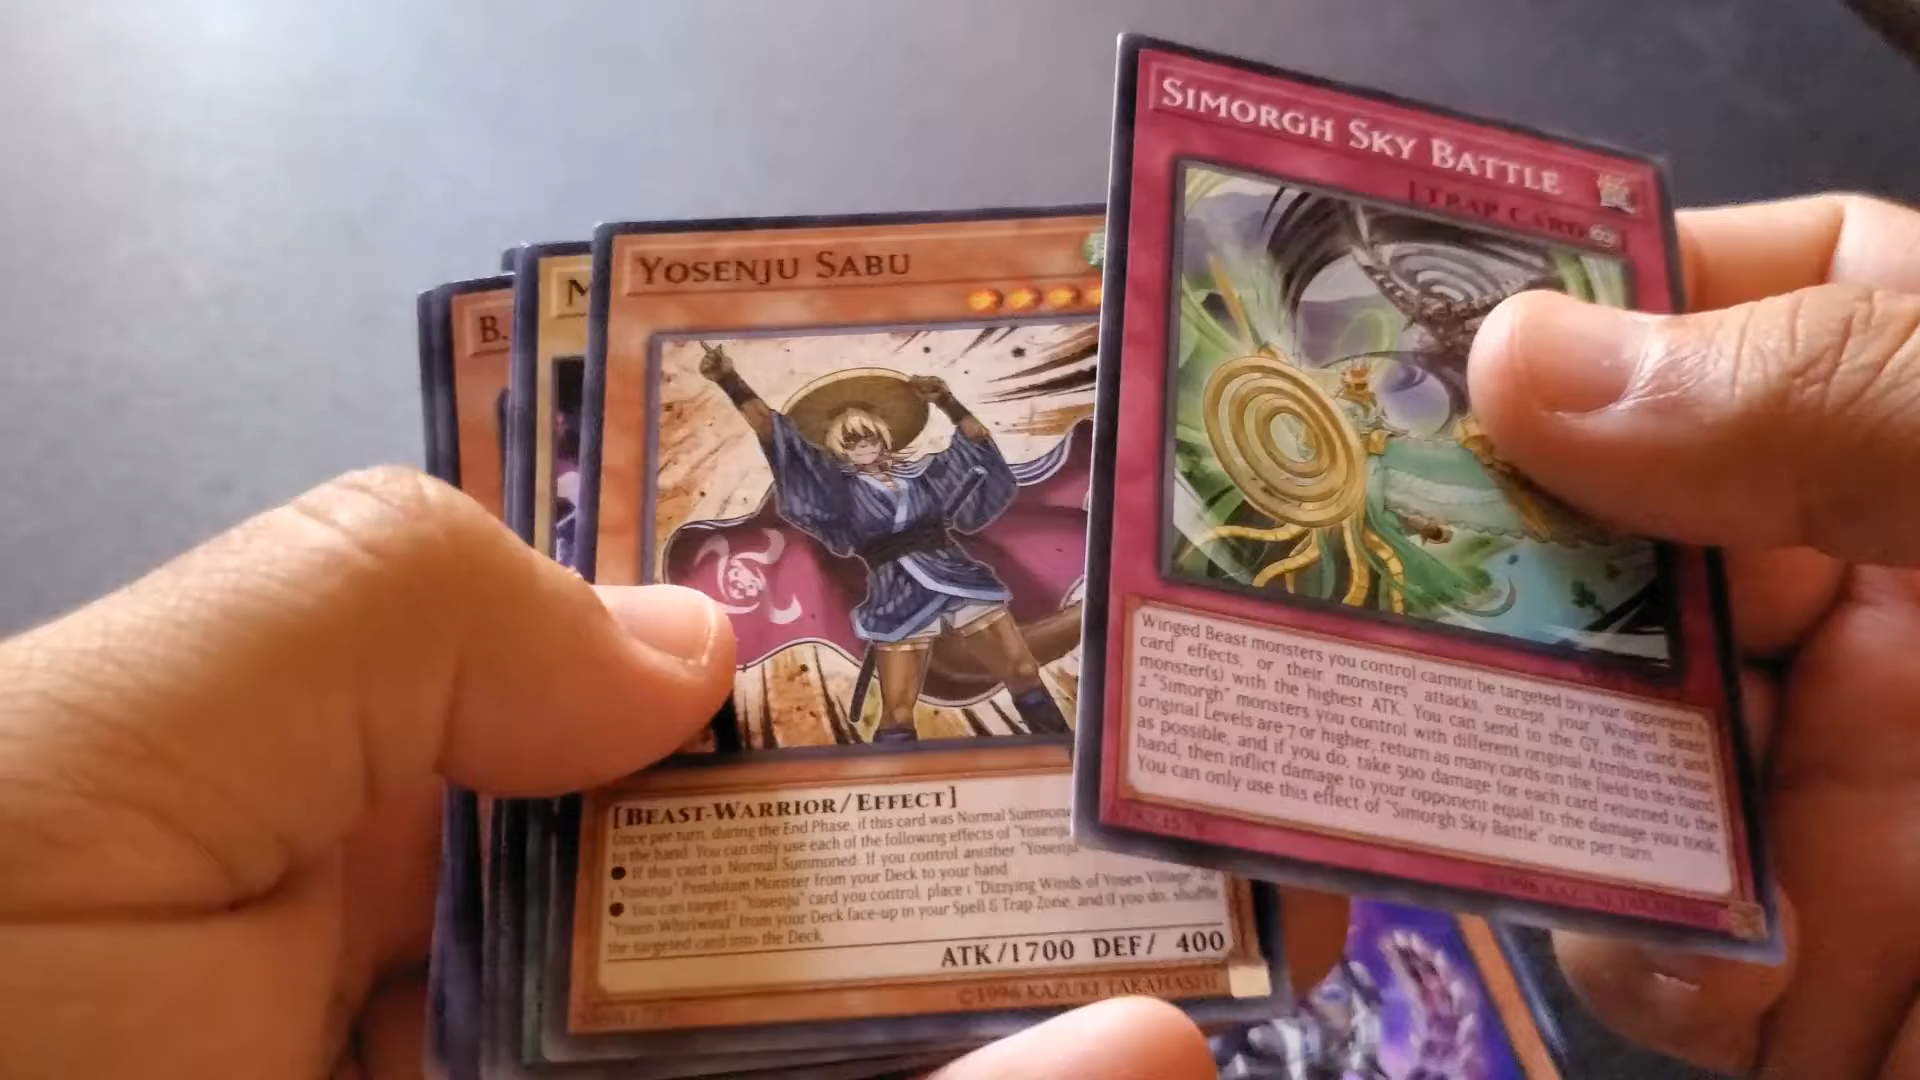 B.
M
YOSENJU SABU
[BEAST-WARRIOR/EFFECT]
Once per turn, during the End Phase, if this card was Normal Summon
to the hand. You can only use each of the following effects of "Yosenju
● If this card is Normal Summoned: If you control another "Yosenju
1 "Yosenju" Pendulum Monster from your Deck to your hand.
● You can target 1 "Yosenju" card you control, place 1 "Dizzying Winds of Yosen Village"
"Yosen Whirlwind" from your Deck face-up in your Spell & Trap Zone, and if you do, shuffle
the targeted card into the Deck.
ATK/1700 DEF/ 400
©1996 KAZUKI TAKAHASHI
SIMORGH SKY BATTLE
[TRAP CARD
Winged Beast monsters you control cannot be targeted by your opponent's
card effects, or their monsters' attacks, except your Winged Beast
monster(s) with the highest ATK. You can send to the GY, this card and
2 "Simorgh" monsters you control with different original Attributes whose
original Levels are 7 or higher; return as many cards on the field to the hand
as possible, and if you do, take 500 damage for each card returned to the
hand, then inflict damage to your opponent equal to the damage you took.
You can only use this effect of "Simorgh Sky Battle" once per turn.
©1996 KAZUKI TAKAHASHI